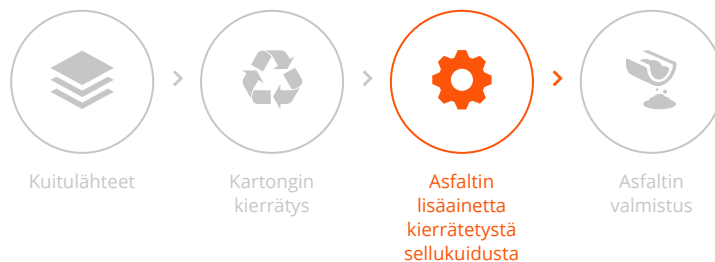 Kuitulähteet
Kartongin
kierrätys
Asfaltin
lisäainetta
kierrätetystä
sellukuidusta
Asfaltin
valmistus